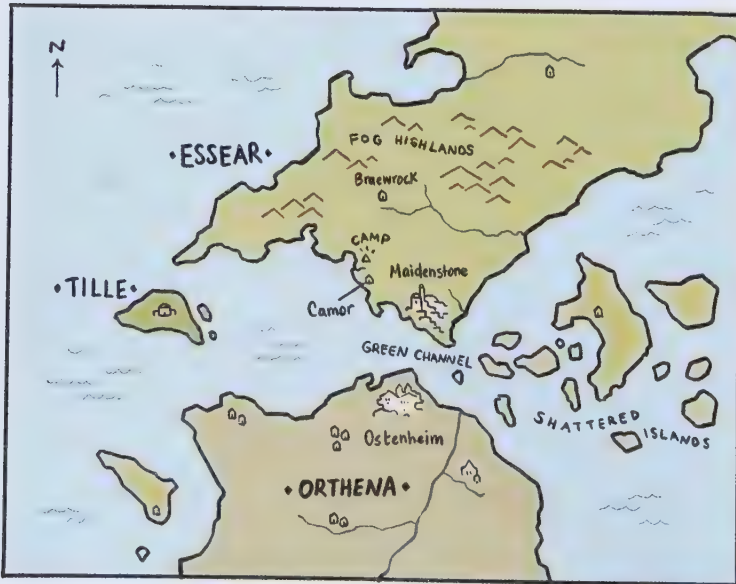 N
•ESSEAR•
FOG HIGHLANDS
Braewrock
CAMP
Maidenstone
•TILLE•
Camor
GREEN CHANNEL
SHATTERED
ISLANDS
Ostenheim
•ORTHENA•